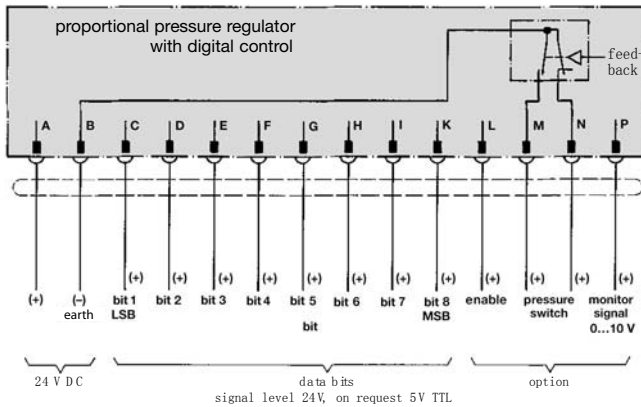 proportional pressure regulator
with digital control
feed-
back
A B C D E F G H I K L M N P
(+) (+) (+) (+) (+) (+) (+) (+) (+) (+) (+) (+)
(+) (–) bit 1 bit 2 bit 3 bit 4 bit 5 bit 6 bit 7 bit 8 enable pressure monitor
earth LSB MSB switch signal
bit 0...10 V
24 V DC data bits option
signal level 24V, on request 5V TTL